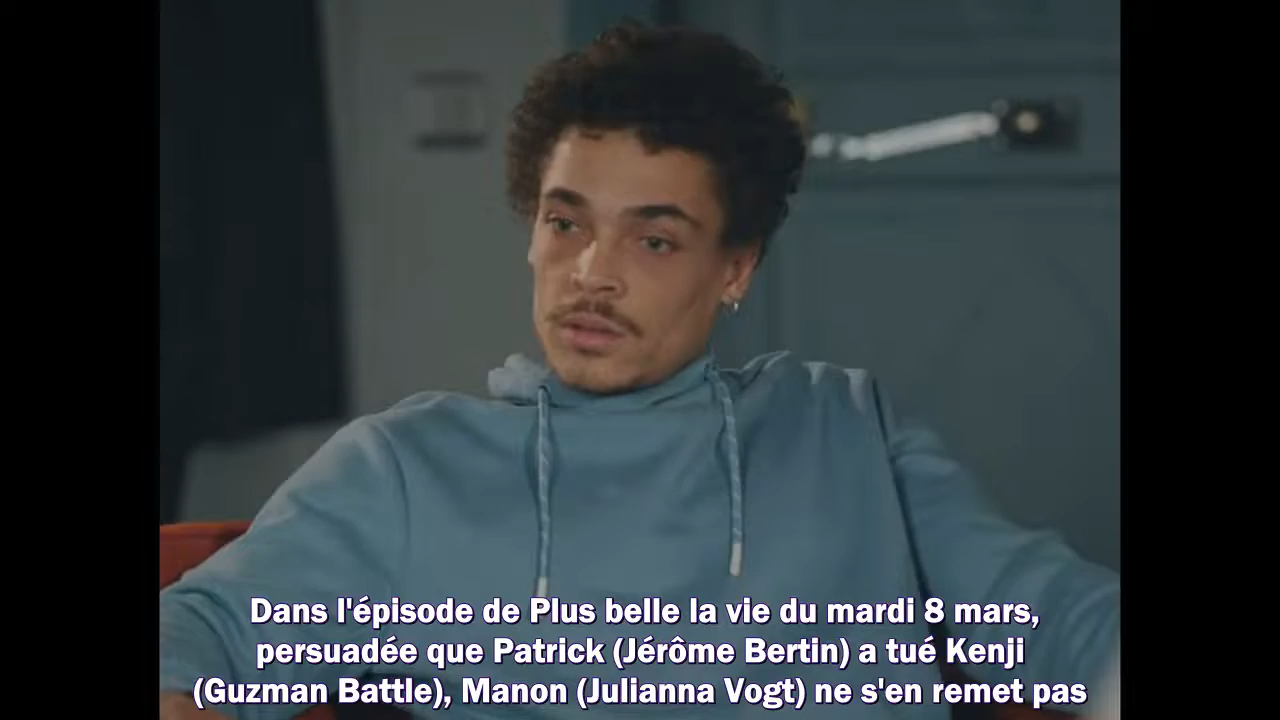 Dans l'épisode de Plus belle la vie du mardi 8 mars,
persuadée que Patrick (Jérôme Bertin) a tué Kenji
(Guzman Battle), Manon (Julianna Vogt) ne s'en remet pas